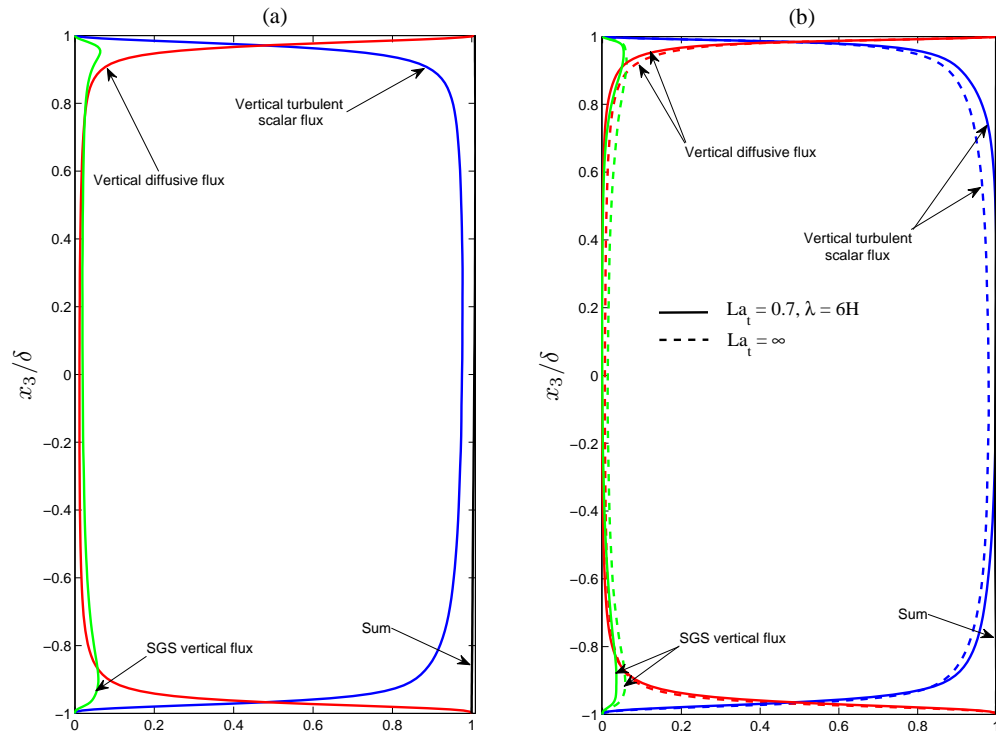 (a)
1
0.8
0.6
0.4
0.2
0
−0.2
−0.4
−0.6
−0.8
−1
0
0.2
0.4
0.6
0.8
1
x3/δ
Vertical turbulent
scalar flux
Vertical diffusive flux
Sum
SGS vertical flux
(b)
1
0.8
0.6
0.4
0.2
0
−0.2
−0.4
−0.6
−0.8
−1
0
0.2
0.4
0.6
0.8
1
x3/δ
Vertical diffusive flux
Vertical turbulent
scalar flux
La_t = 0.7, λ = 6H
La_t = ∞
Sum
SGS vertical flux